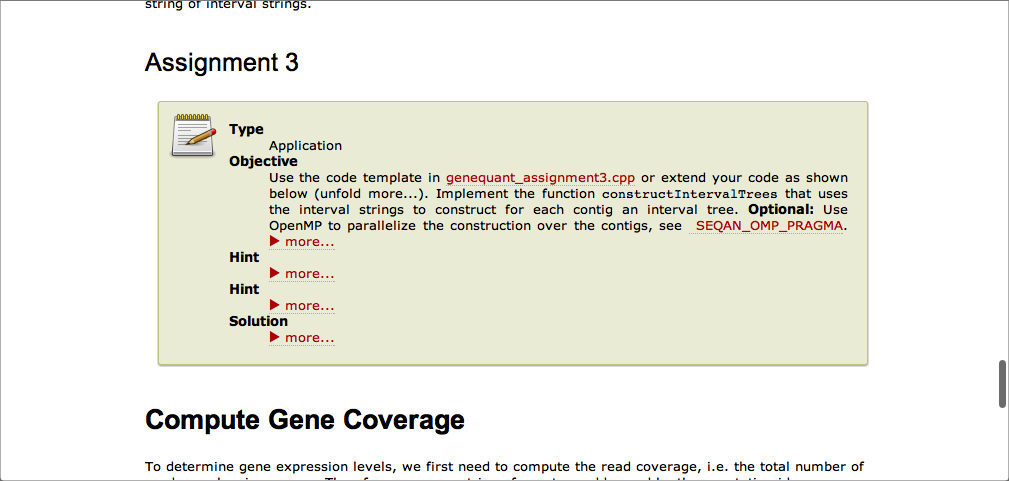 string of interval strings.
Assignment 3
Type
Application
Objective
Use the code template in genequant_assignment3.cpp or extend your code as shown
below (unfold more...). Implement the function constructIntervalTrees that uses
the interval strings to construct for each contig an interval tree. Optional: Use
OpenMP to parallelize the construction over the contigs, see SEQAN_OMP_PRAGMA.
▶ more...
Hint
▶ more...
Hint
▶ more...
Solution
▶ more...
Compute Gene Coverage
To determine gene expression levels, we first need to compute the read coverage, i.e. the total number of